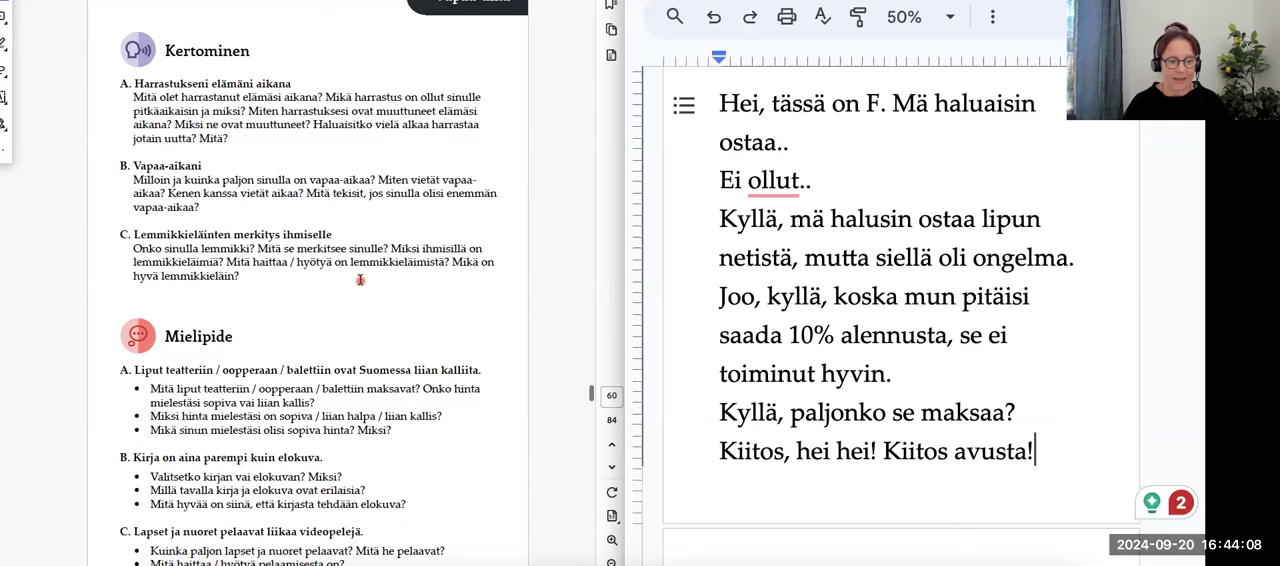 Kertominen
A. Harrastukseni elämäni aikana
Mitä olet harrastanut elämäsi aikana? Mikä harrastus on ollut sinulle
pitkäaikaisin ja miksi? Miten harrastuksesi ovat muuttuneet elämäsi
aikana? Miksi ne ovat muuttuneet? Haluaisitko vielä alkaa harrastaa
jotain uutta? Mitä?
B. Vapaa-aikani
Milloin ja kuinka paljon sinulla on vapaa-aikaa? Miten vietät vapaa-
aikaa? Kenen kanssa vietät aikaa? Mitä tekisit, jos sinulla olisi enemmän
vapaa-aikaa?
C. Lemmikkieläinten merkitys ihmiselle
Onko sinulla lemmikki? Mitä se merkitsee sinulle? Miksi ihmisillä on
lemmikkieläimiä? Mitä haittaa / hyötyä on lemmikkieläimistä? Mikä on
hyvä lemmikkieläin?
Mielipide
A. Liput teatteriin / oopperaan / balettiin ovat Suomessa liian kalliita.
• Mitä liput teatteriin / oopperaan / balettiin maksavat? Onko hinta
mielestäsi sopiva vai liian kallis?
• Miksi hinta mielestäsi on sopiva / liian halpa / liian kallis?
• Mikä sinun mielestäsi olisi sopiva hinta? Miksi?
B. Kirja on aina parempi kuin elokuva.
• Valitsetko kirjan vai elokuvan? Miksi?
• Millä tavalla kirja ja elokuva ovat erilaisia?
• Mitä hyvää on siinä, että kirjasta tehdään elokuva?
C. Lapset ja nuoret pelaavat liikaa videopelejä.
• Kuinka paljon lapset ja nuoret pelaavat? Mitä he pelaavat?
• Mitä haittaa / hyötyä pelaamisesta on?
60
84
50%
Hei, tässä on F. Mä haluaisin
ostaa..
Ei ollut..
Kyllä, mä halusin ostaa lipun
netistä, mutta siellä oli ongelma.
Joo, kyllä, koska mun pitäisi
saada 10% alennusta, se ei
toiminut hyvin.
Kyllä, paljonko se maksaa?
Kiitos, hei hei! Kiitos avusta!
2
2024-09-20 16:44:08